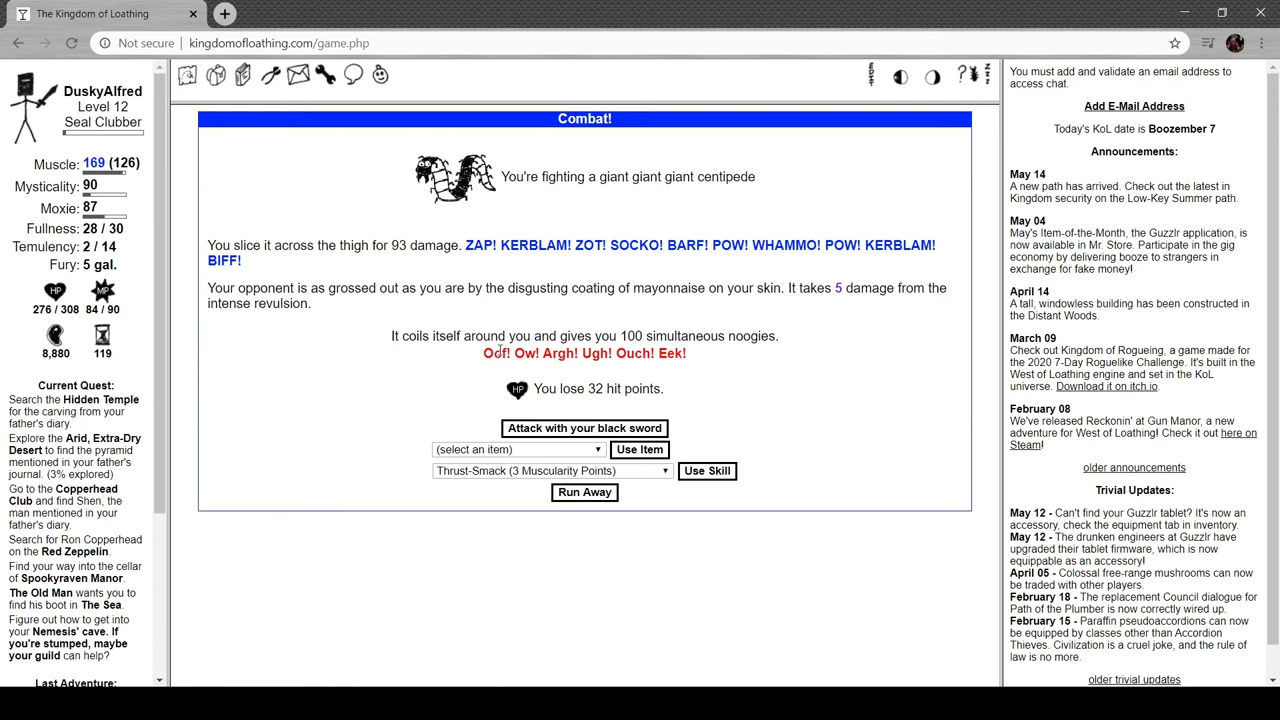 The Kingdom of Loathing
Not secure
kingdomofloathing.com/game.php
DuskyAlfred
Level 12
Seal Clubber
Muscle: 169 (126)
Mysticality: 90
Moxie: 87
Fullness: 28 / 30
Temulency: 2 / 14
Fury: 5 gal.
HP MP
276 / 308 84 / 90
8,880 119
Current Quest:
Search the Hidden Temple
for the carving from your
father's diary.
Explore the Arid, Extra-Dry
Desert to find the pyramid
mentioned in your father's
journal. (3% explored)
Go to the Copperhead
Club and find Shen, the
man mentioned in your
father's diary.
Search for Ron Copperhead
on the Red Zeppelin.
Find your way into the cellar
of Spookyraven Manor.
The Old Man wants you to
find his boot in The Sea.
Figure out how to get into
your Nemesis' cave. If
you're stumped, maybe
your guild can help?
Last Adventure:
Combat!
You're fighting a giant giant giant centipede
You slice it across the thigh for 93 damage. ZAP! KERBLAM! ZOT! SOCKO! BARF! POW! WHAMMO! POW! KERBLAM!
BIFF!
Your opponent is as grossed out as you are by the disgusting coating of mayonnaise on your skin. It takes 5 damage from the
intense revulsion.
It coils itself around you and gives you 100 simultaneous noogies.
Oof! Ow! Argh! Ugh! Ouch! Eek!
HP You lose 32 hit points.
Attack with your black sword
(select an item) Use Item
Thrust-Smack (3 Muscularity Points) Use Skill
Run Away
You must add and validate an email address to
access chat.
Add E-Mail Address
Today's KoL date is Boozember 7
Announcements:
May 14
A new path has arrived. Check out the latest in
Kingdom security on the Low-Key Summer path.
May 04
May's Item-of-the-Month, the Guzzlr application, is
now available in Mr. Store. Participate in the gig
economy by delivering booze to strangers in
exchange for fake money!
April 14
A tall, windowless building has been constructed in
the Distant Woods.
March 09
Check out Kingdom of Rogueing, a game made for
the 2020 7-Day Roguelike Challenge. It's built in the
West of Loathing engine and set in the KoL
universe. Download it on itch.io.
February 08
We've released Reckonin' at Gun Manor, a new
adventure for West of Loathing! Check it out here on
Steam!
older announcements
Trivial Updates:
May 12 - Can't find your Guzzlr tablet? It's now an
accessory, check the equipment tab in inventory.
May 12 - The drunken engineers at Guzzlr have
upgraded their tablet firmware, which is now
equippable as an accessory!
April 05 - Colossal free-range mushrooms can now
be traded with other players.
February 18 - The replacement Council dialogue for
Path of the Plumber is now correctly wired up.
February 15 - Paraffin pseudoaccordions can now
be equipped by classes other than Accordion
Thieves. Civilization is a cruel joke, and the rule of
law is no more.
older trivial updates